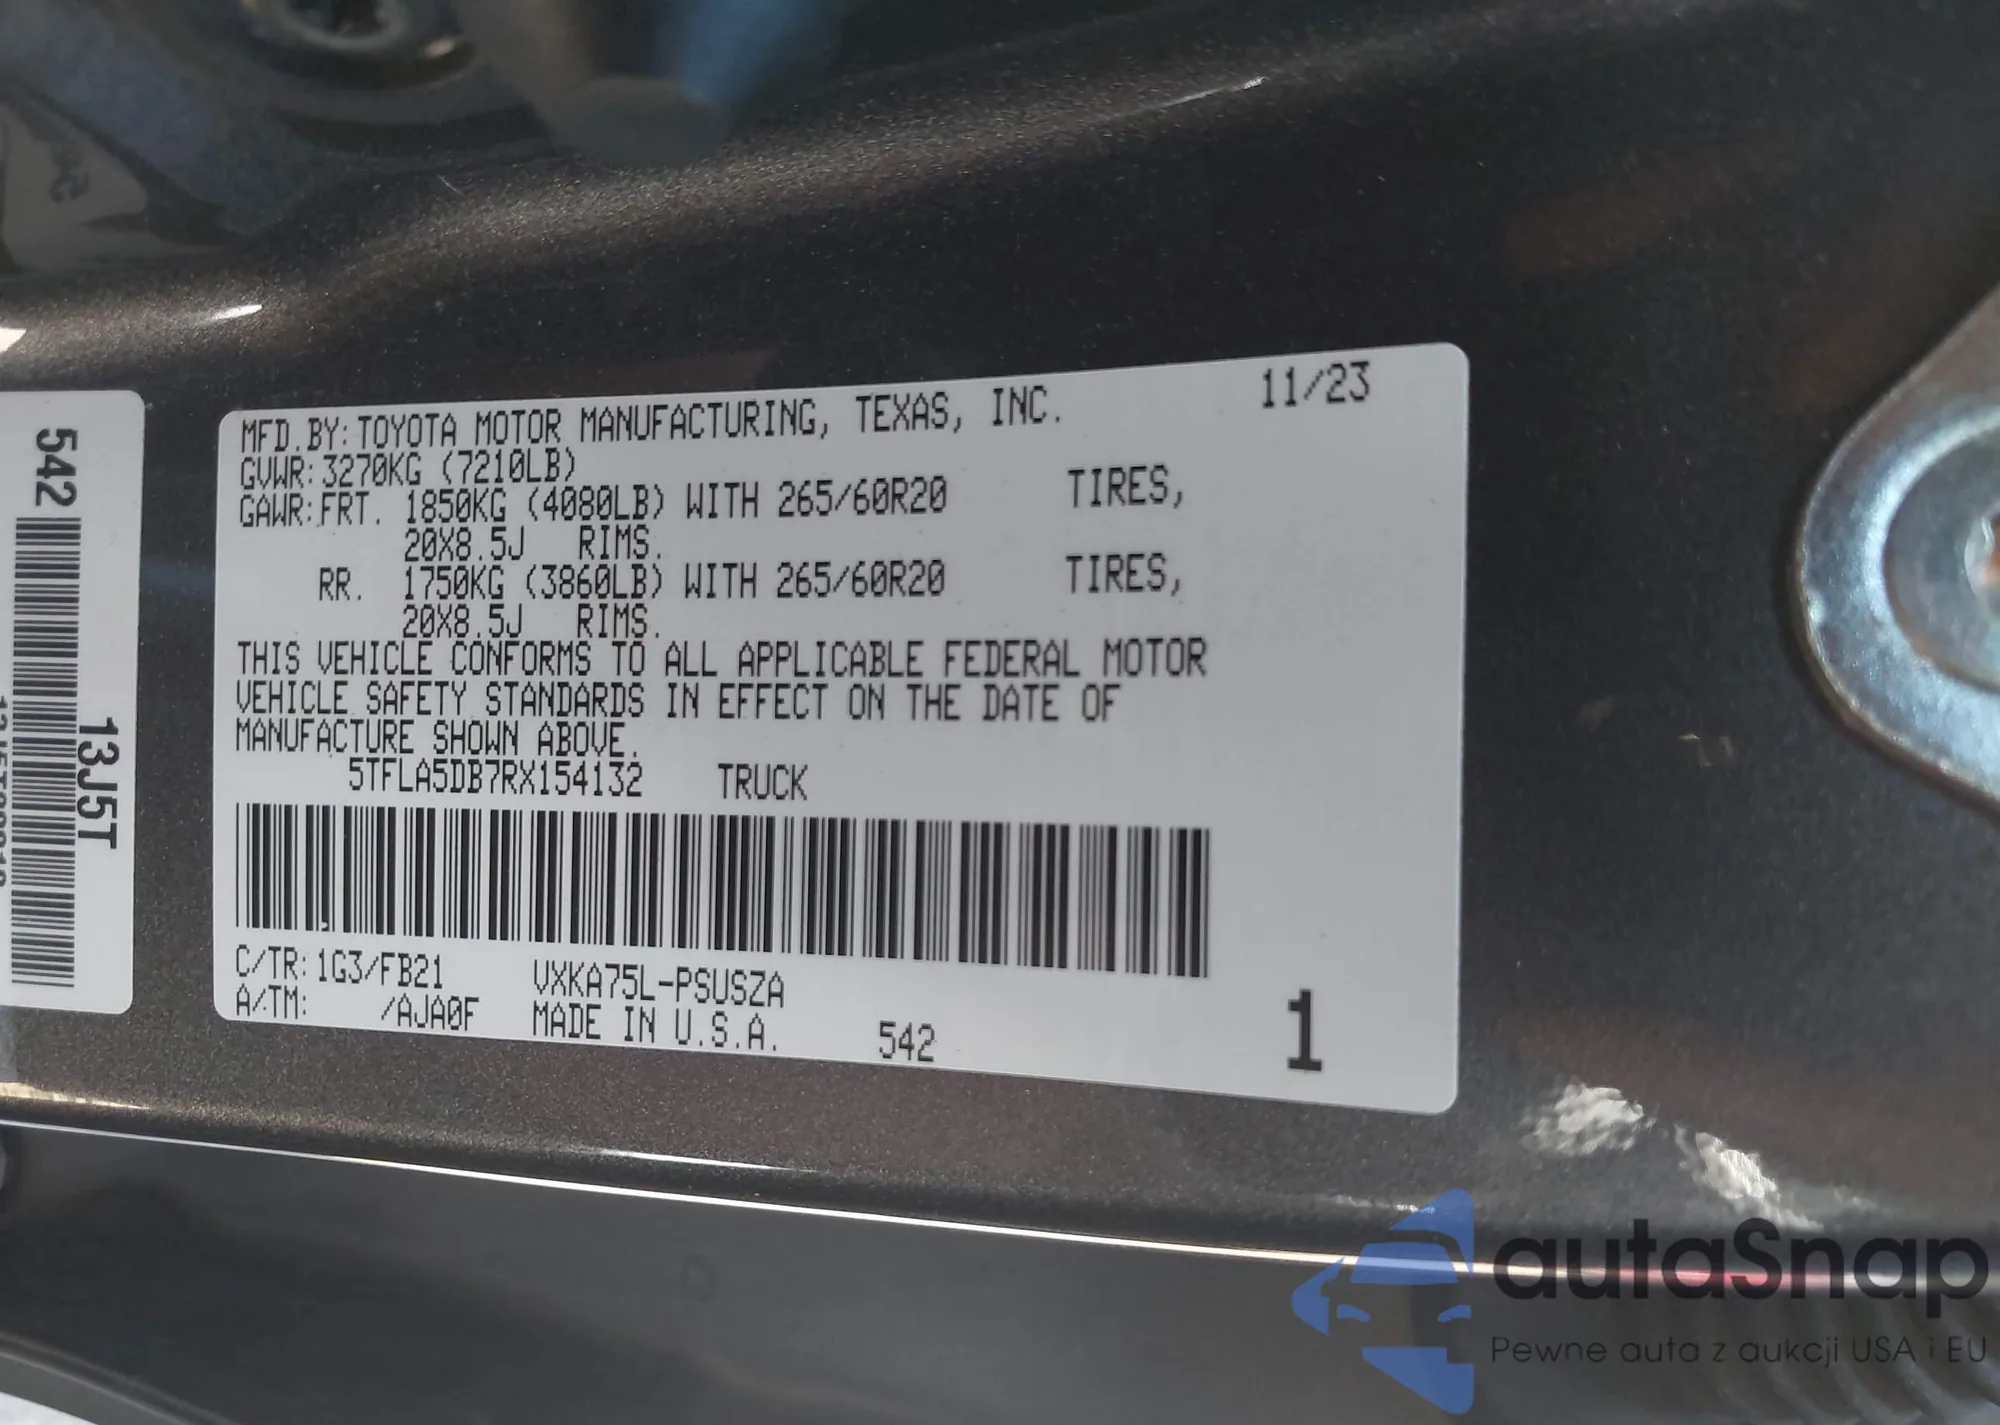 542
13J5T
MFD.BY:TOYOTA MOTOR MANUFACTURING, TEXAS, INC. 11/23
GVWR:3270KG (7210LB)
GAWR:FRT. 1850KG (4080LB) WITH 265/60R20 TIRES,
20X8.5J RIMS.
RR. 1750KG (3860LB) WITH 265/60R20 TIRES,
20X8.5J RIMS.
THIS VEHICLE CONFORMS TO ALL APPLICABLE FEDERAL MOTOR
VEHICLE SAFETY STANDARDS IN EFFECT ON THE DATE OF
MANUFACTURE SHOWN ABOVE.
5TFLA5DB7RX154132 TRUCK
C/TR:1G3/FB21 VXKA75L-PSUSZA
A/TM: /AJA0F MADE IN U.S.A. 542
1
autaSnap
Pewne auta z aukcji USA i EU